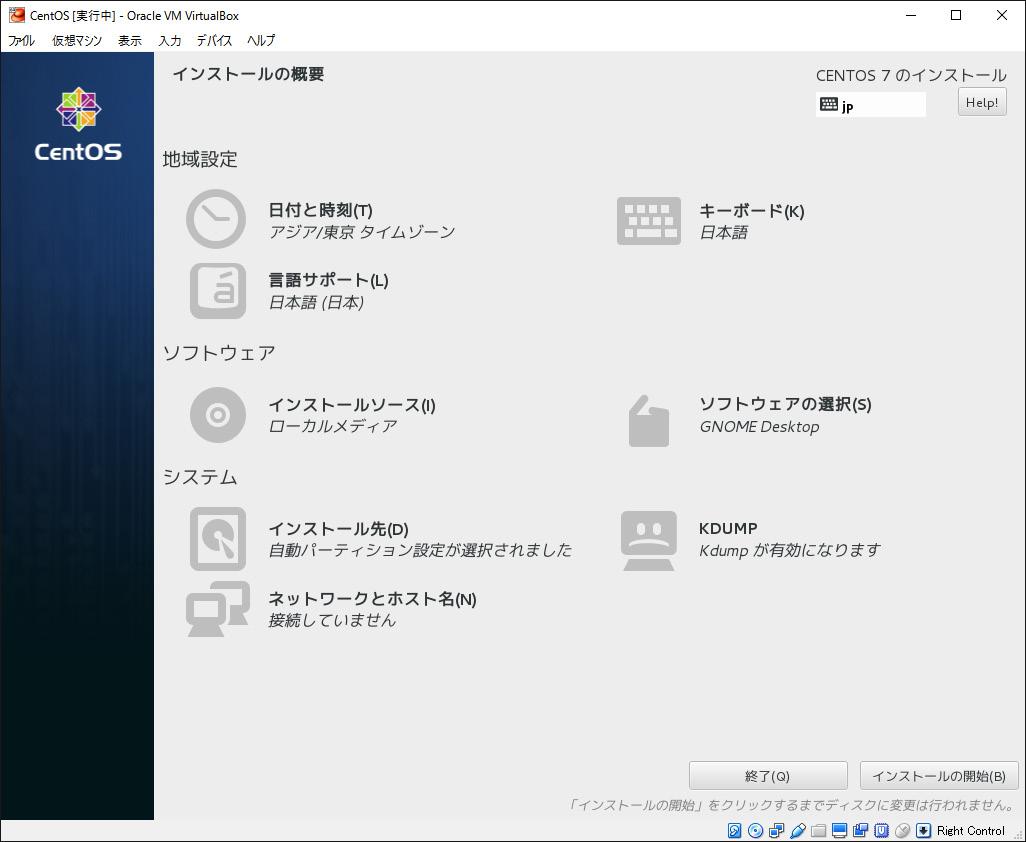 CentOS [実行中] - Oracle VM VirtualBox
ファイル 仮想マシン 表示 入力 デバイス ヘルプ
CentOS
インストールの概要
CENTOS 7 のインストール
jp
Help!
地域設定
日付と時刻(T)
アジア/東京 タイムゾーン
キーボード(K)
日本語
á
言語サポート(L)
日本語 (日本)
ソフトウェア
インストールソース(I)
ローカルメディア
ソフトウェアの選択(S)
GNOME Desktop
システム
インストール先(D)
自動パーティション設定が選択されました
KDUMP
Kdump が有効になります
ネットワークとホスト名(N)
接続していません
終了(Q)
インストールの開始(B)
「インストールの開始」をクリックするまでディスクに変更は行われません。
Right Control